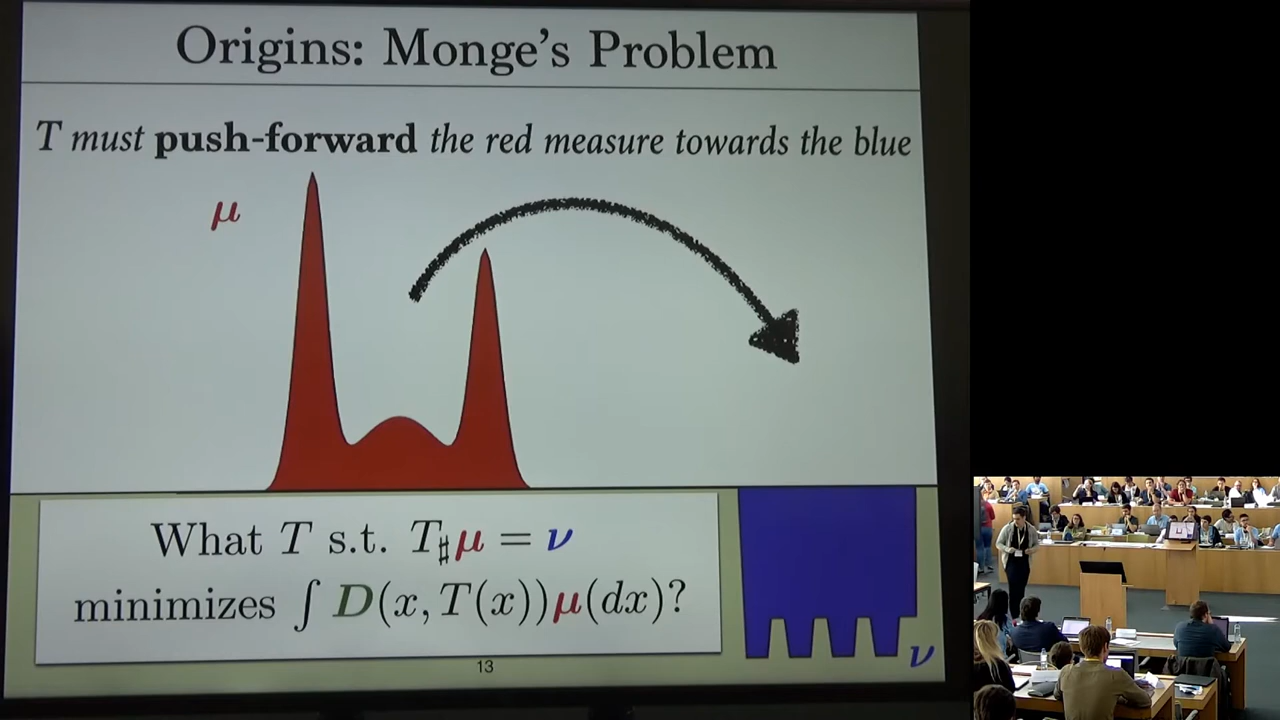 Origins: Monge's Problem
T must push-forward the red measure towards the blue
μ
What T s.t. T♯μ = ν
minimizes ∫ D(x, T(x))μ(dx)?
ν
13